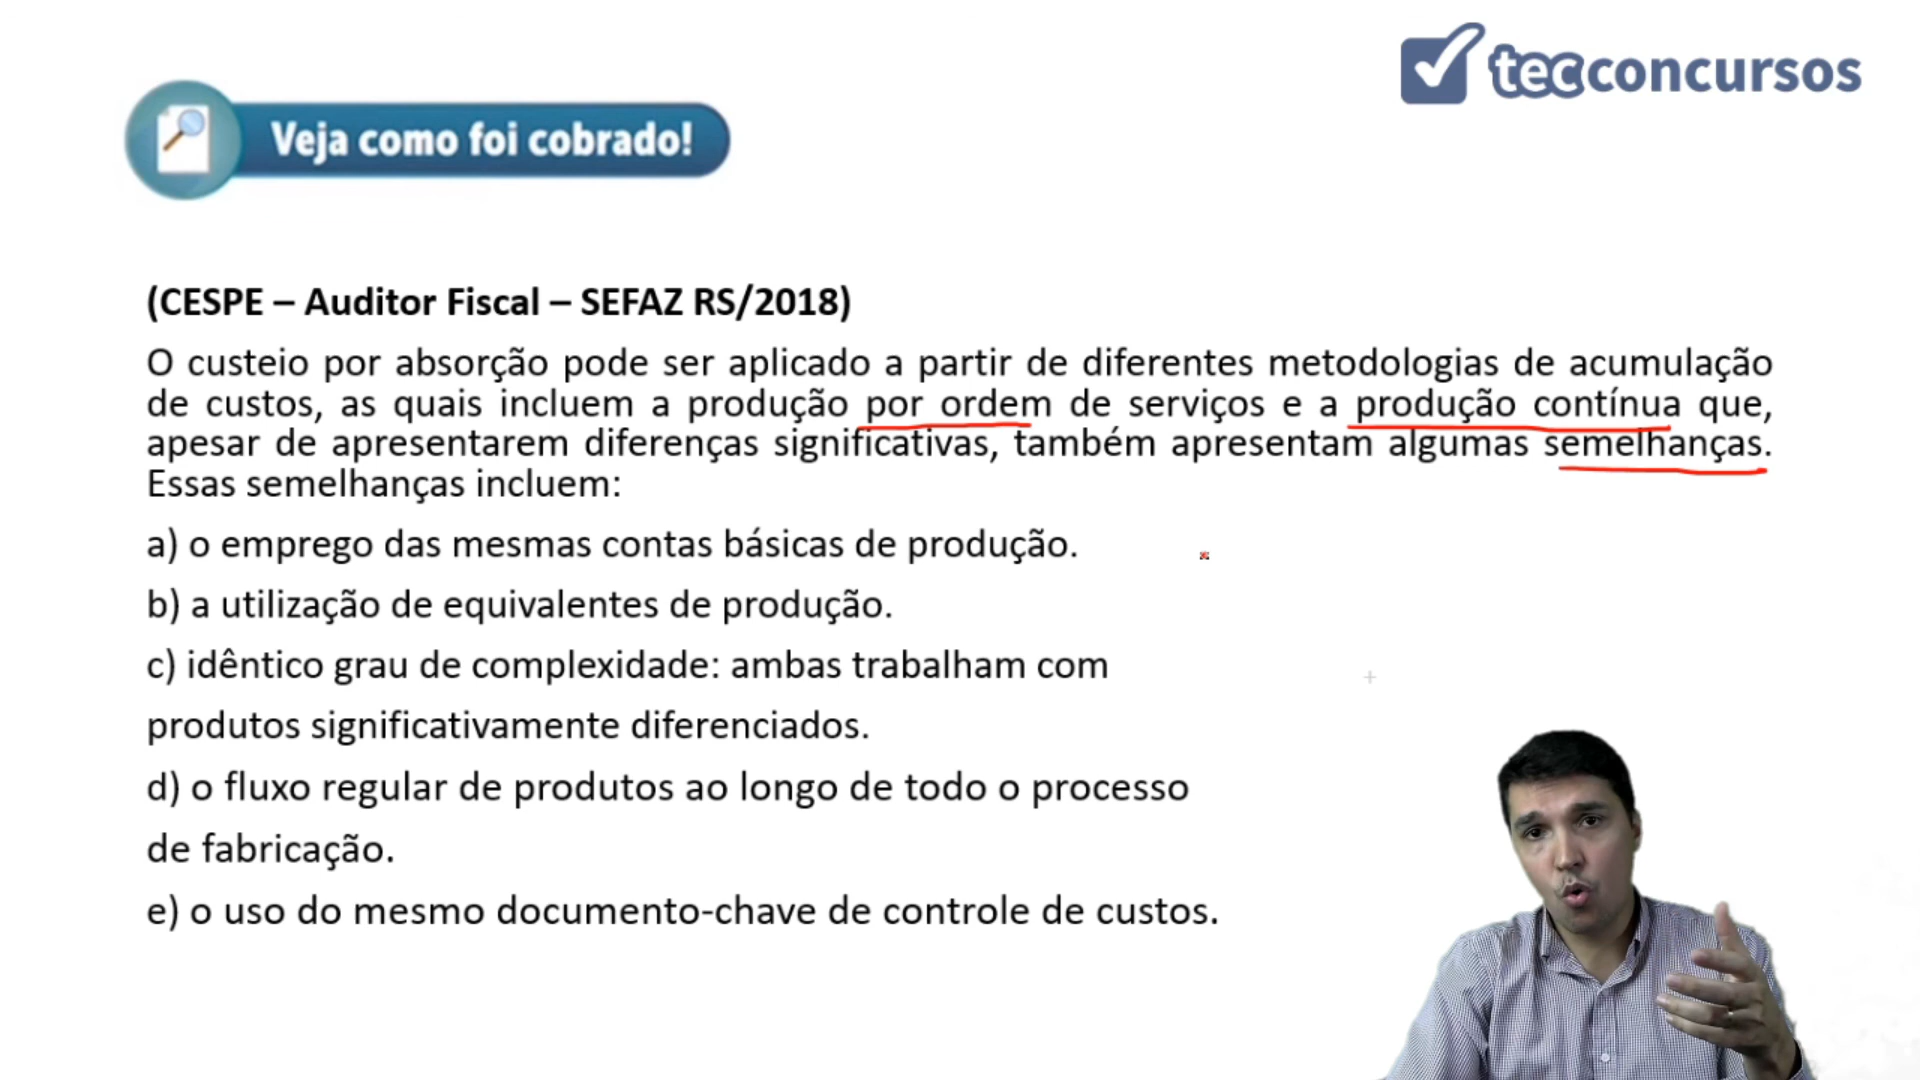 tecconcursos
Veja como foi cobrado!
(CESPE – Auditor Fiscal – SEFAZ RS/2018)
O custeio por absorção pode ser aplicado a partir de diferentes metodologias de acumulação
de custos, as quais incluem a produção por ordem de serviços e a produção contínua que,
apesar de apresentarem diferenças significativas, também apresentam algumas semelhanças.
Essas semelhanças incluem:
a) o emprego das mesmas contas básicas de produção.
b) a utilização de equivalentes de produção.
c) idêntico grau de complexidade: ambas trabalham com
produtos significativamente diferenciados.
d) o fluxo regular de produtos ao longo de todo o processo
de fabricação.
e) o uso do mesmo documento-chave de controle de custos.